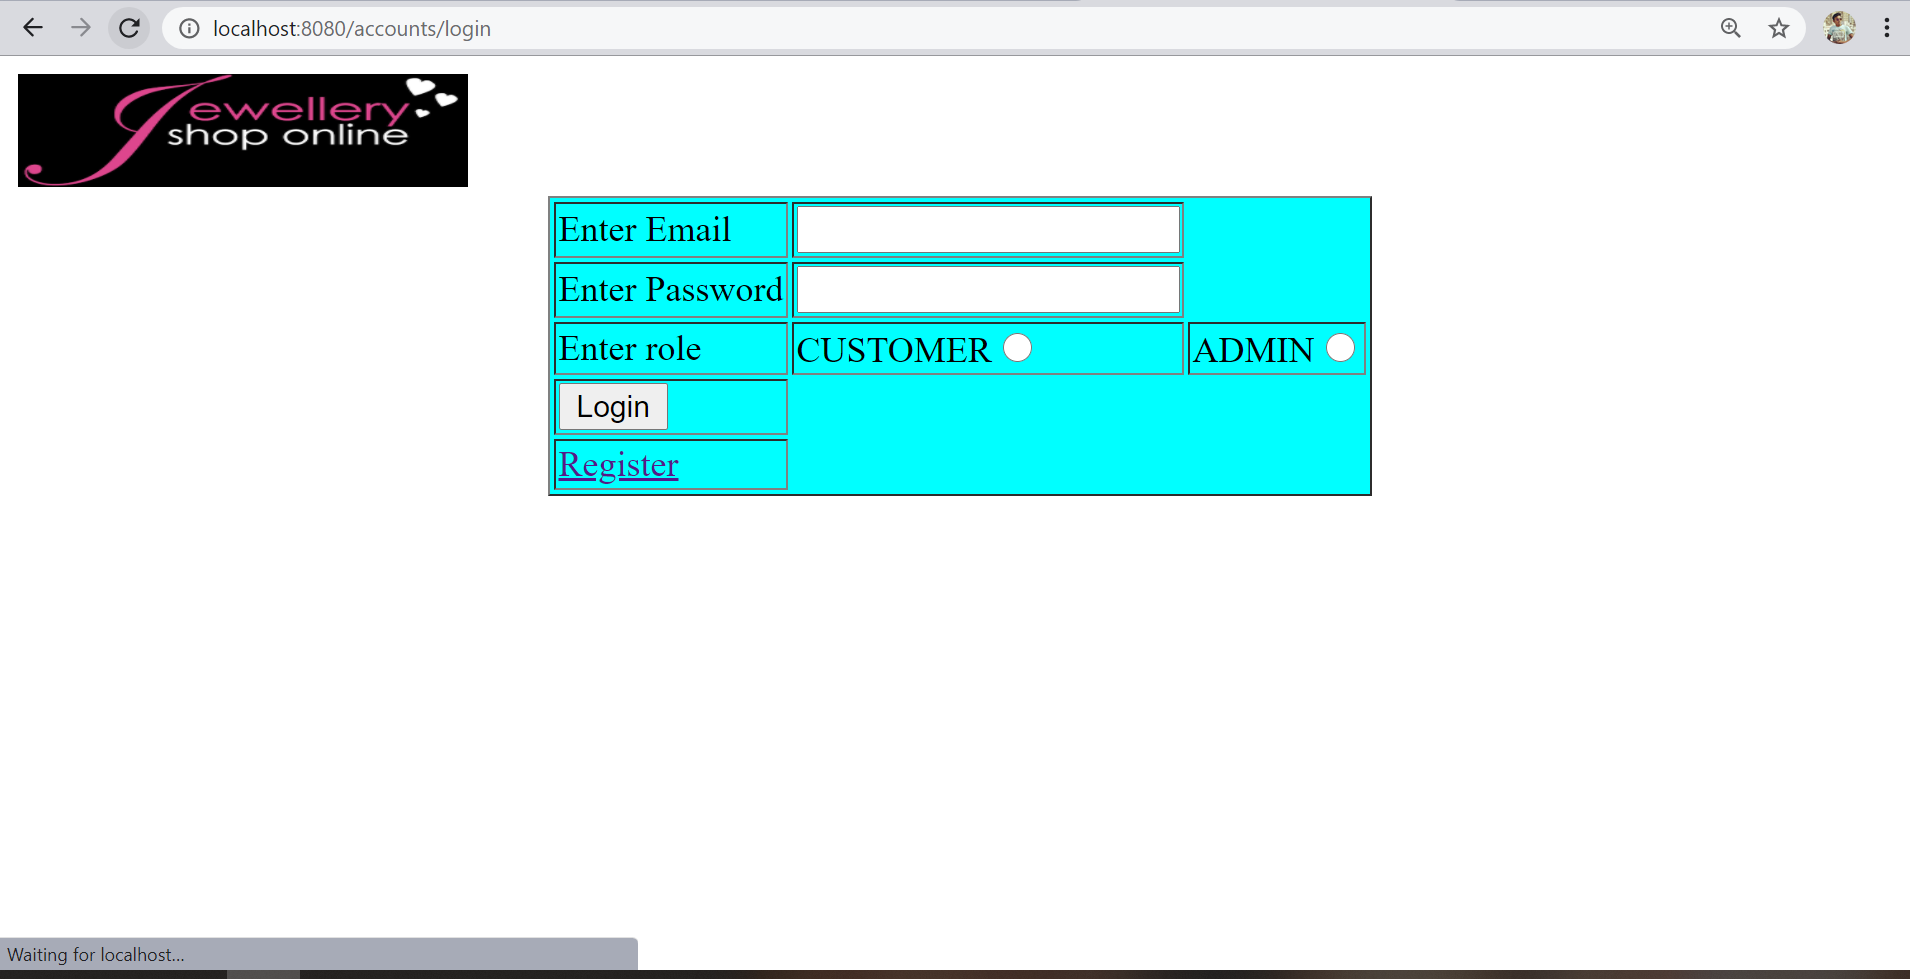 localhost:8080/accounts/login
Jewellery
shop online
Enter Email
Enter Password
Enter role CUSTOMER ADMIN
Login
Register
Waiting for localhost...